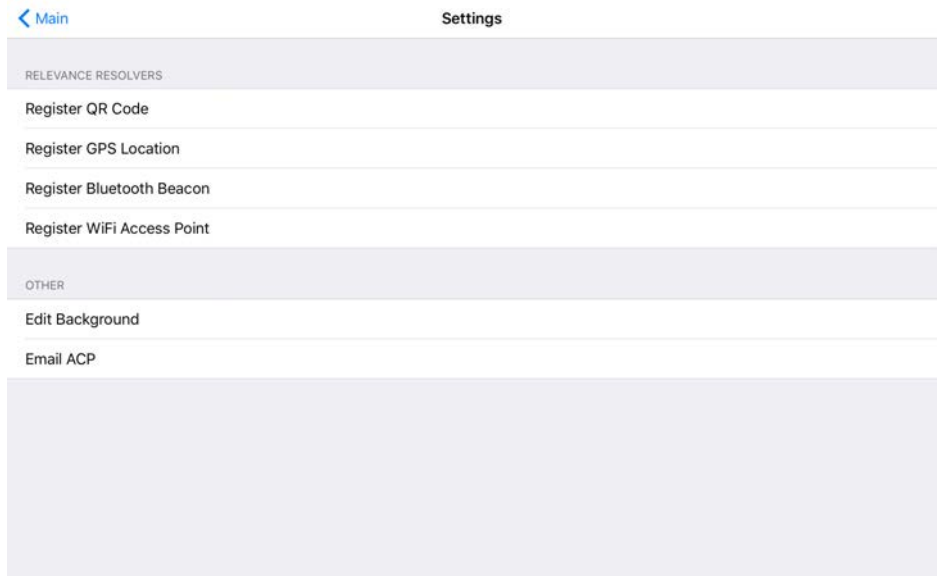 Main
Settings
RELEVANCE RESOLVERS
Register QR Code
Register GPS Location
Register Bluetooth Beacon
Register WiFi Access Point
OTHER
Edit Background
Email ACP